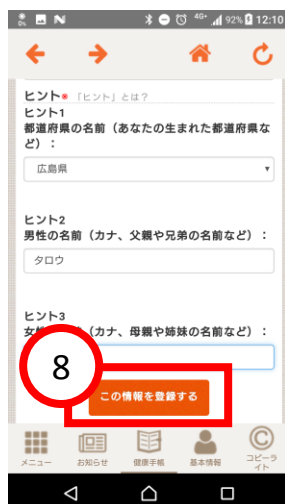 4G+ 92% 12:10
ヒント※ 「ヒント」とは?
ヒント1
都道府県の名前（あなたの生まれた都道府県な
ど）：
広島県
ヒント2
男性の名前（カナ、父親や兄弟の名前など）：
タロウ
ヒント3
（カナ、母親や姉妹の名前など）：
8
この情報を登録する
メニュー お知らせ 健康手帳 基本情報 コピーラ
イト